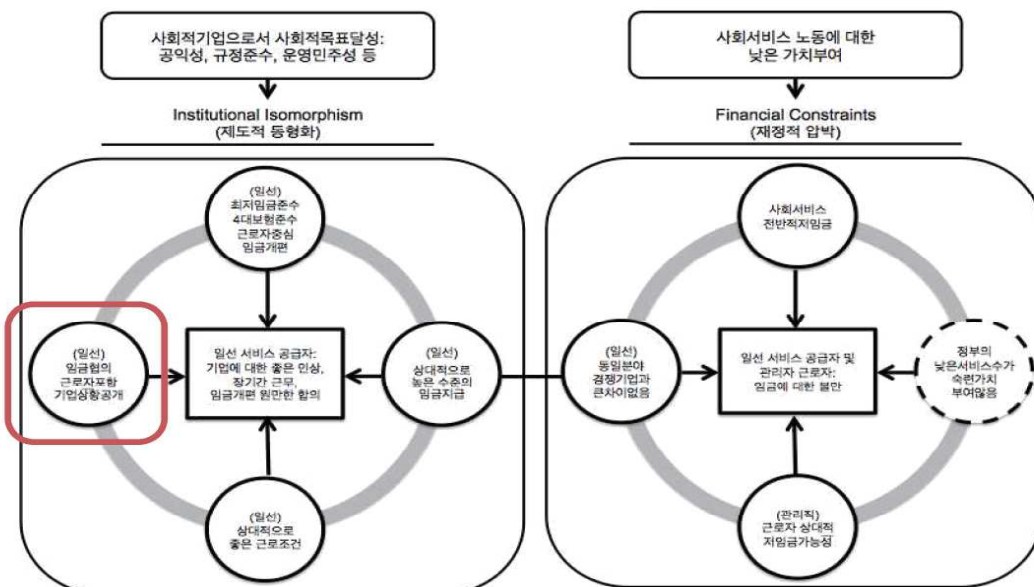 사회적기업으로서 사회적목표달성:
공익성, 규정준수, 운영민주성 등
Institutional Isomorphism
(제도적 동형화)
(일선)
최저임금준수
4대보험준수
근로자중심
임금개편
(일선)
임금협의
근로자포함
기업상황공개
일선 서비스 공급자:
기업에 대한 좋은 인상,
장기간 근무,
임금개편 원만한 합의
(일선)
상대적으로
높은 수준의
임금지급
(일선)
상대적으로
좋은 근로조건
사회서비스 노동에 대한
낮은 가치부여
Financial Constraints
(재정적 압박)
사회서비스
전반적저임금
(일선)
동일분야
경쟁기업과
큰차이없음
일선 서비스 공급자 및
관리자 근로자:
임금에 대한 불만
정부의
낮은서비스수가
숙련가치
부여않음
(관리직)
근로자 상대적
저임금가능성